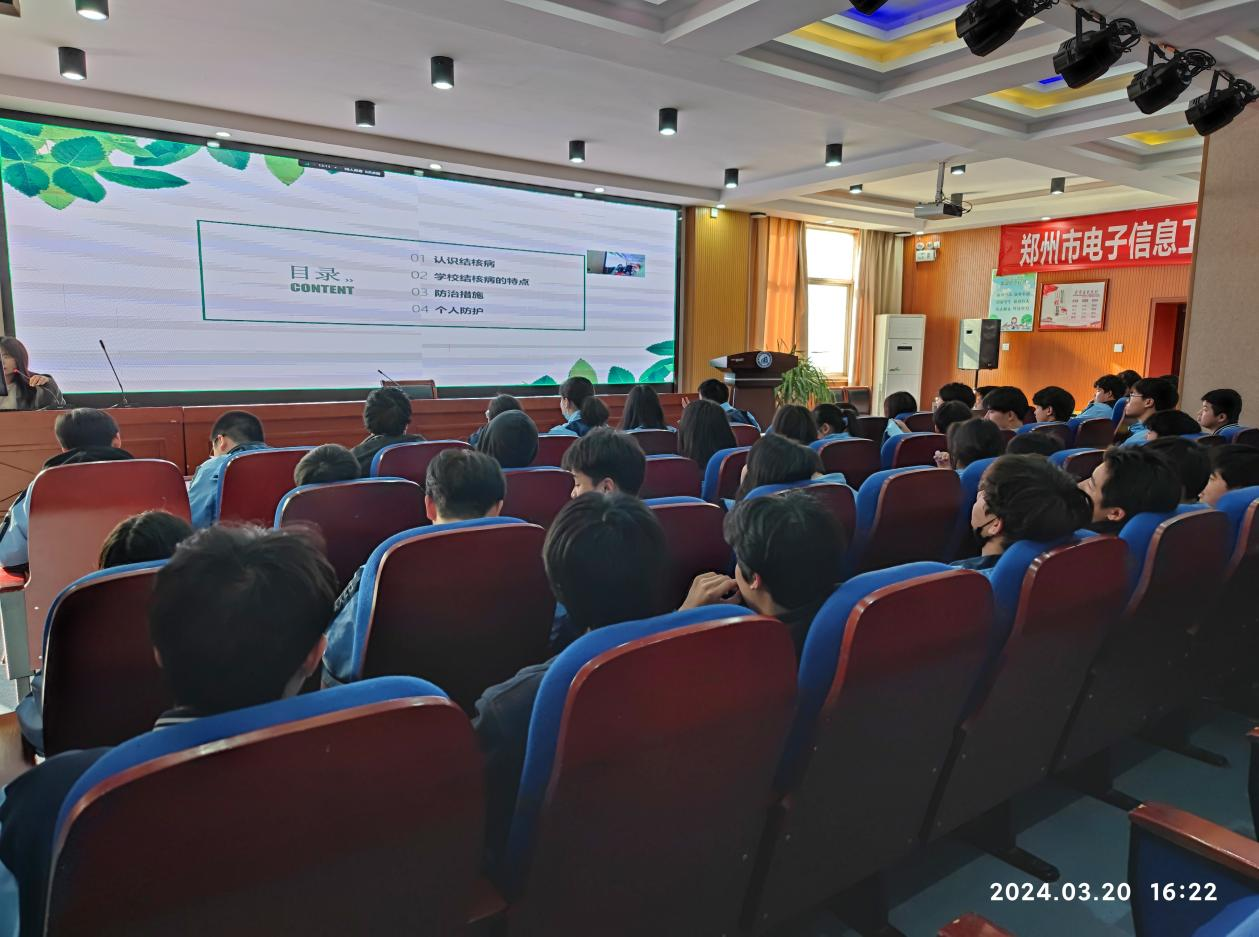 目录
CONTENT
01 认识结核病
02 学校结核病的特点
03 防治措施
04 个人防护
郑州市电子信息工
2024.03.20 16:22